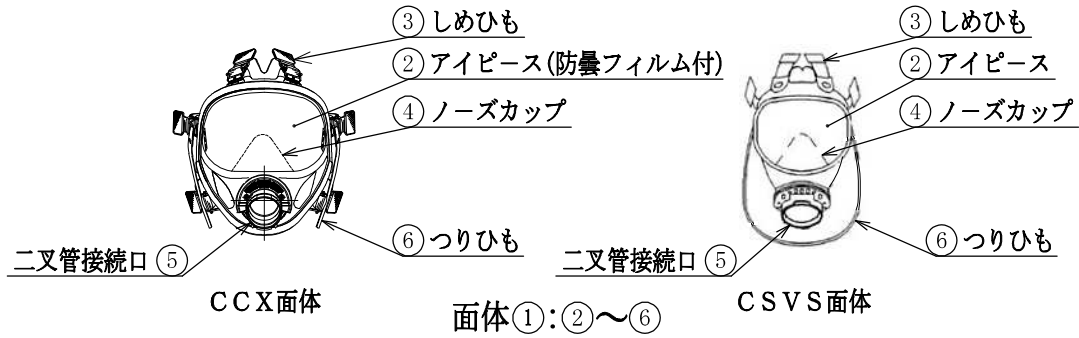 ③しめひも
②アイピース(防曇フィルム付)
④ノーズカップ
⑥つりひも
二叉管接続口⑤
CCX面体
③しめひも
②アイピース
④ノーズカップ
⑥つりひも
二叉管接続口⑤
CSVS面体
面体①:②〜⑥